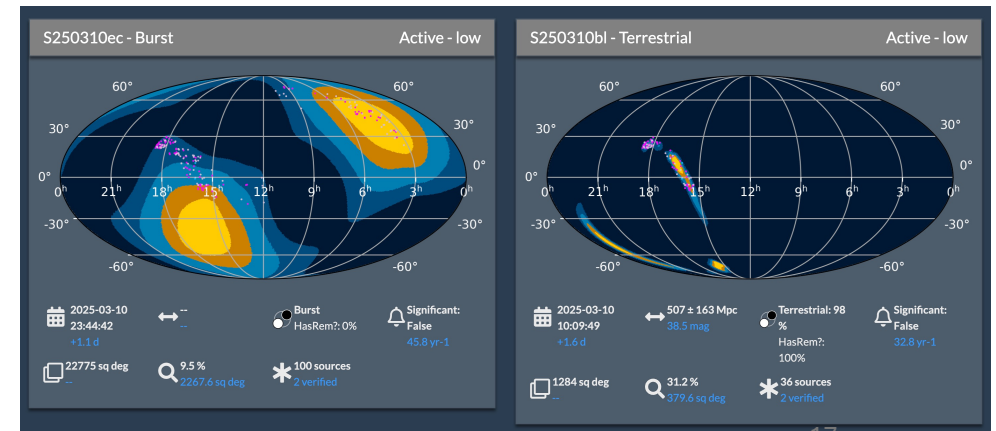 S250310ec - Burst
Active - low
60°
60°
30°
30°
0°
0°
0ʰ 21ʰ 18ʰ 15ʰ 12ʰ 9ʰ 6ʰ 3ʰ 0ʰ
-30°
-30°
-60°
-60°
2025-03-10
23:44:42
+1.1 d
--
--
Burst
HasRem?: 0%
Significant:
False
45.8 yr-1
22775 sq deg
--
9.5 %
2267.6 sq deg
100 sources
2 verified
S250310bl - Terrestrial
Active - low
60°
60°
30°
30°
0°
0°
0ʰ 21ʰ 18ʰ 15ʰ 12ʰ 9ʰ 6ʰ 3ʰ 0ʰ
-30°
-30°
-60°
-60°
2025-03-10
10:09:49
+1.6 d
507 ± 163 Mpc
38.5 mag
Terrestrial: 98
%
HasRem?:
100%
Significant:
False
32.8 yr-1
1284 sq deg
--
31.2 %
379.6 sq deg
36 sources
2 verified
17